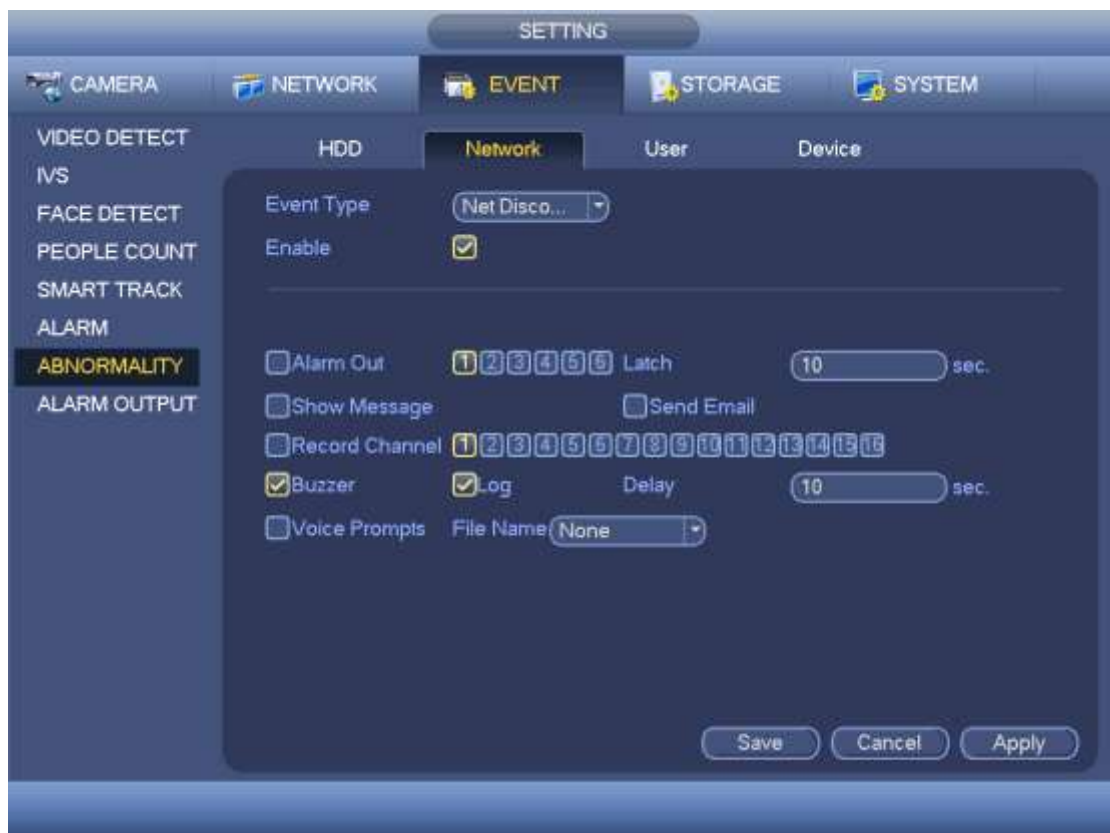 SETTING
CAMERA NETWORK EVENT STORAGE SYSTEM
VIDEO DETECT
IVS
FACE DETECT
PEOPLE COUNT
SMART TRACK
ALARM
ABNORMALITY
ALARM OUTPUT
HDD Network User Device
Event Type Net Disco...
Enable
Alarm Out 1 2 3 4 5 6 Latch 10 sec.
Show Message Send Email
Record Channel 1 2 3 4 5 6 7 8 9 10 11 12 13 14 15 16
Buzzer Log Delay 10 sec.
Voice Prompts File Name None
Save Cancel Apply